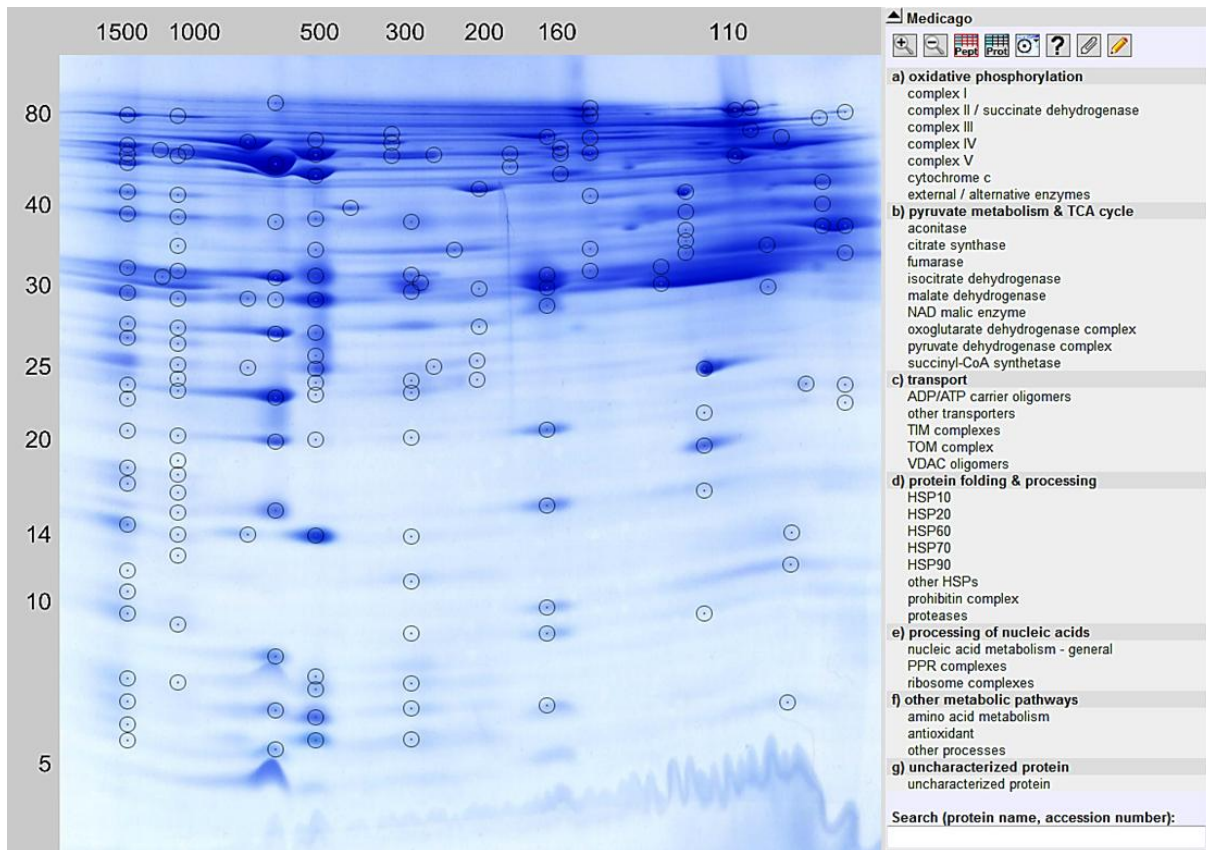 1500 1000 500 300 200 160 110
80
40
30
25
20
14
10
5
Medicago
Pept Prot ?
a) oxidative phosphorylation
complex I
complex II / succinate dehydrogenase
complex III
complex IV
complex V
cytochrome c
external / alternative enzymes
b) pyruvate metabolism & TCA cycle
aconitase
citrate synthase
fumarase
isocitrate dehydrogenase
malate dehydrogenase
NAD malic enzyme
oxoglutarate dehydrogenase complex
pyruvate dehydrogenase complex
succinyl-CoA synthetase
c) transport
ADP/ATP carrier oligomers
other transporters
TIM complexes
TOM complex
VDAC oligomers
d) protein folding & processing
HSP10
HSP20
HSP60
HSP70
HSP90
other HSPs
prohibitin complex
proteases
e) processing of nucleic acids
nucleic acid metabolism - general
PPR complexes
ribosome complexes
f) other metabolic pathways
amino acid metabolism
antioxidant
other processes
g) uncharacterized protein
uncharacterized protein
Search (protein name, accession number):